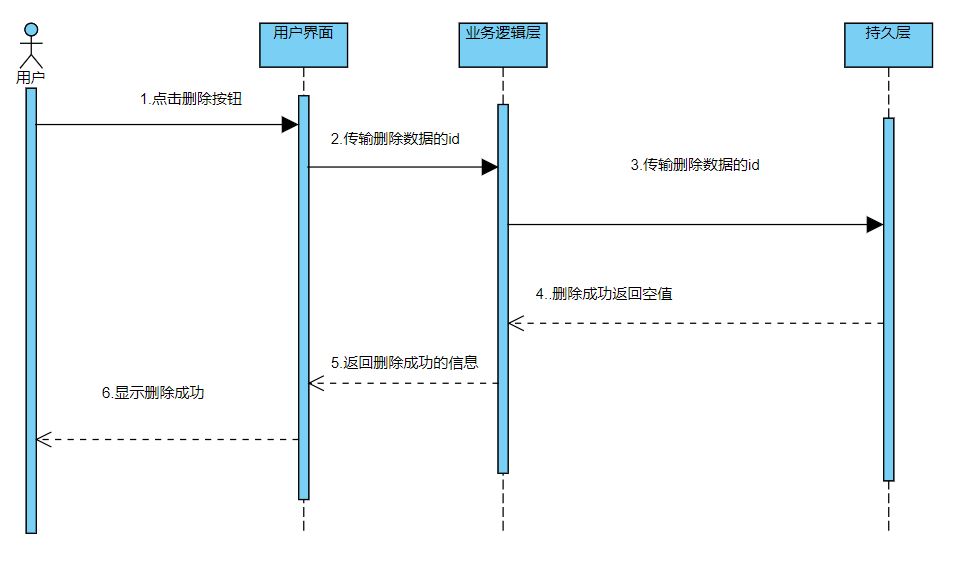 用户界面
业务逻辑层
持久层
用户
1.点击删除按钮
2.传输删除数据的id
3.传输删除数据的id
4..删除成功返回空值
5.返回删除成功的信息
6.显示删除成功